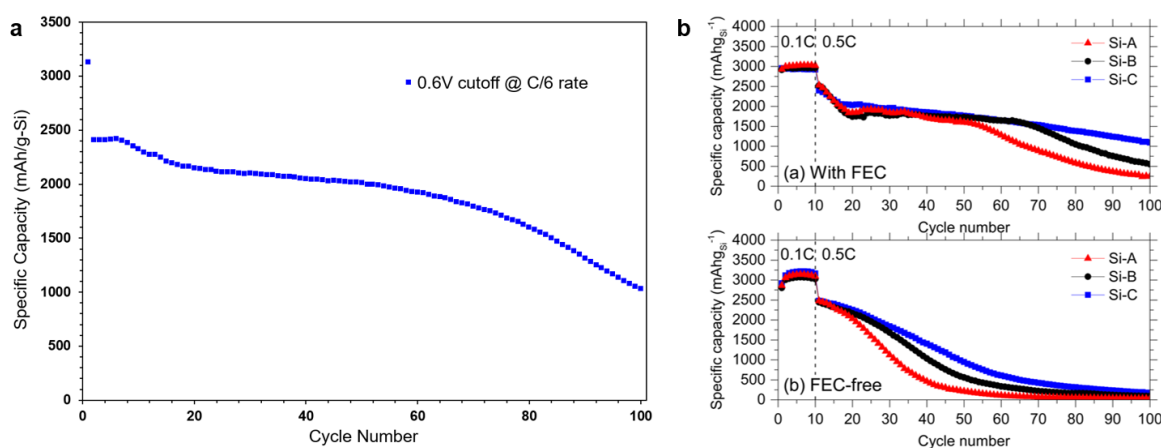 a
3500
3000
2500
2000
1500
1000
500
0
Specific Capacity (mAh/g-Si)
0.6V cutoff @ C/6 rate
0 20 40 60 80 100
Cycle Number
b
4000
3500
3000
2500
2000
1500
1000
500
0
Specific capacity (mAhgSi⁻¹)
0.1C 0.5C
Si-A
Si-B
Si-C
(a) With FEC
0 10 20 30 40 50 60 70 80 90 100
Cycle number
4000
3500
3000
2500
2000
1500
1000
500
0
Specific capacity (mAhgSi⁻¹)
0.1C 0.5C
Si-A
Si-B
Si-C
(b) FEC-free
0 10 20 30 40 50 60 70 80 90 100
Cycle number